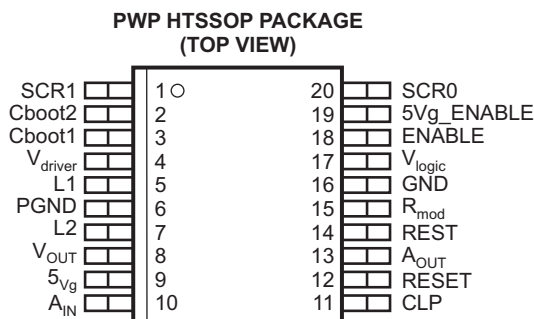 PWP HTSSOP PACKAGE
(TOP VIEW)
SCR1 1 20 SCR0
Cboot2 2 19 5Vg_ENABLE
Cboot1 3 18 ENABLE
Vdriver 4 17 Vlogic
L1 5 16 GND
PGND 6 15 Rmod
L2 7 14 REST
VOUT 8 13 AOUT
5Vg 9 12 RESET
AIN 10 11 CLP